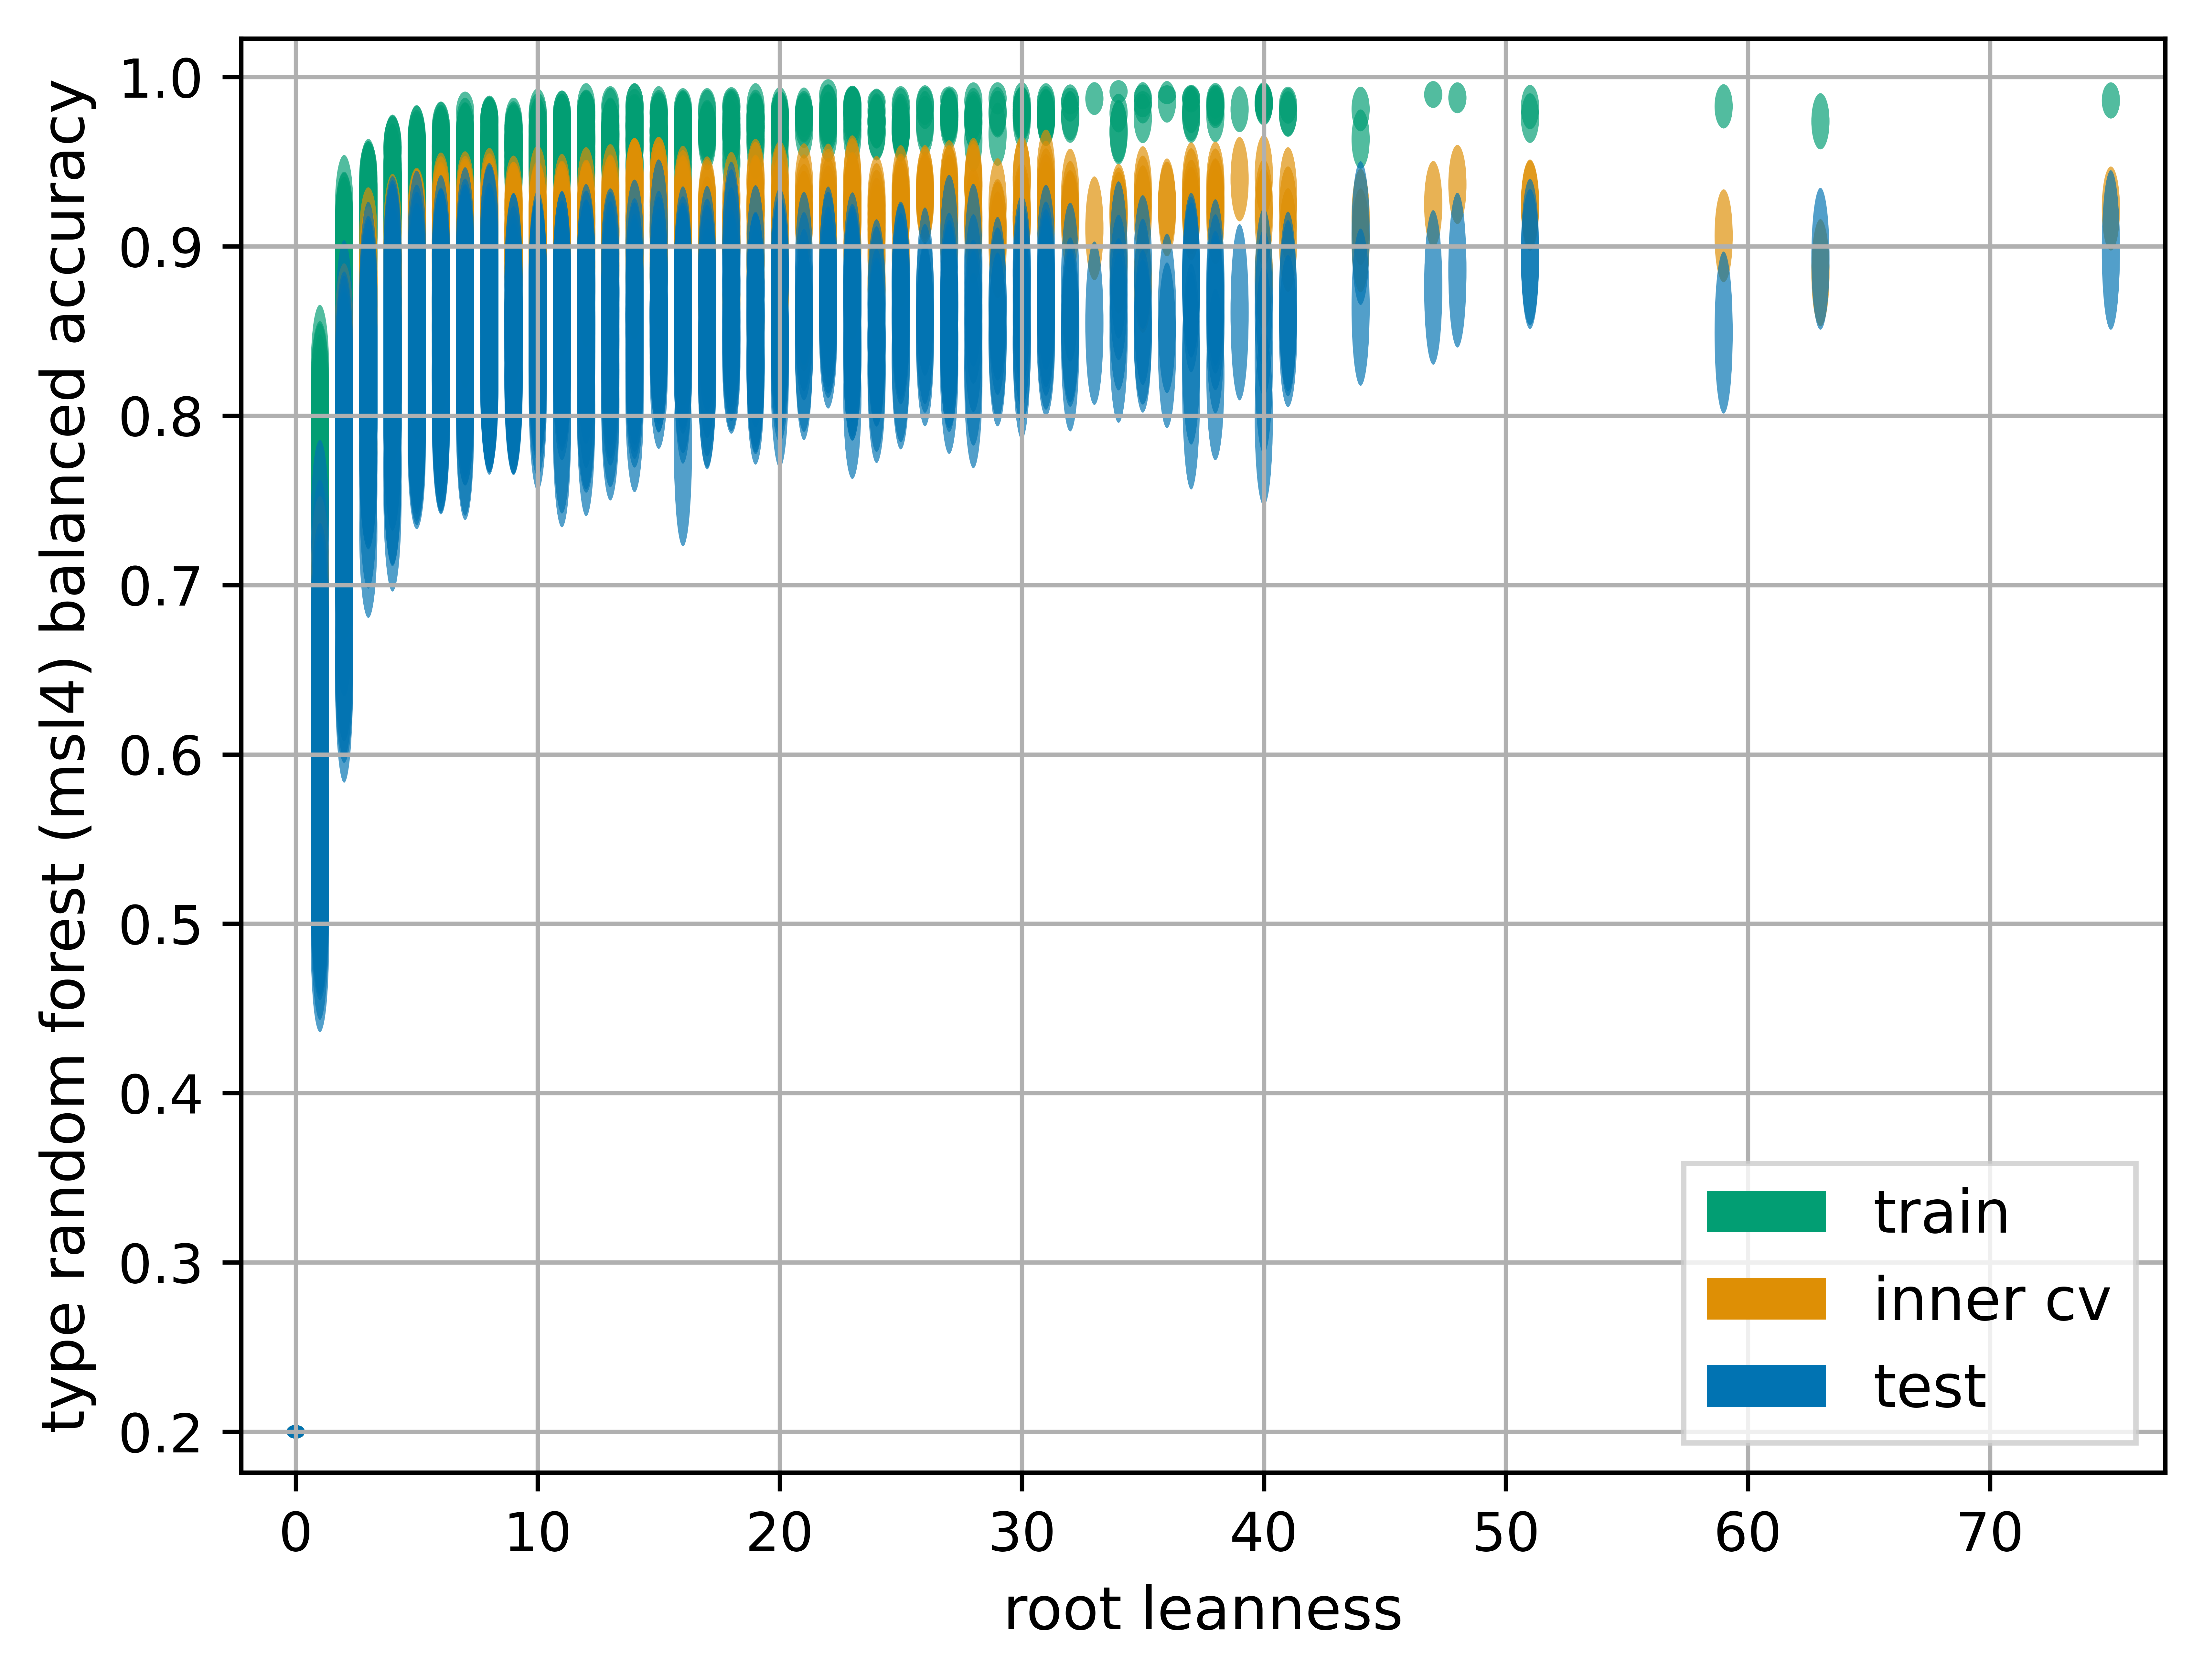 type random forest (msl4) balanced accuracy
1.0
0.9
0.8
0.7
0.6
0.5
0.4
0.3
0.2
0 10 20 30 40 50 60 70
root leanness
train
inner cv
test